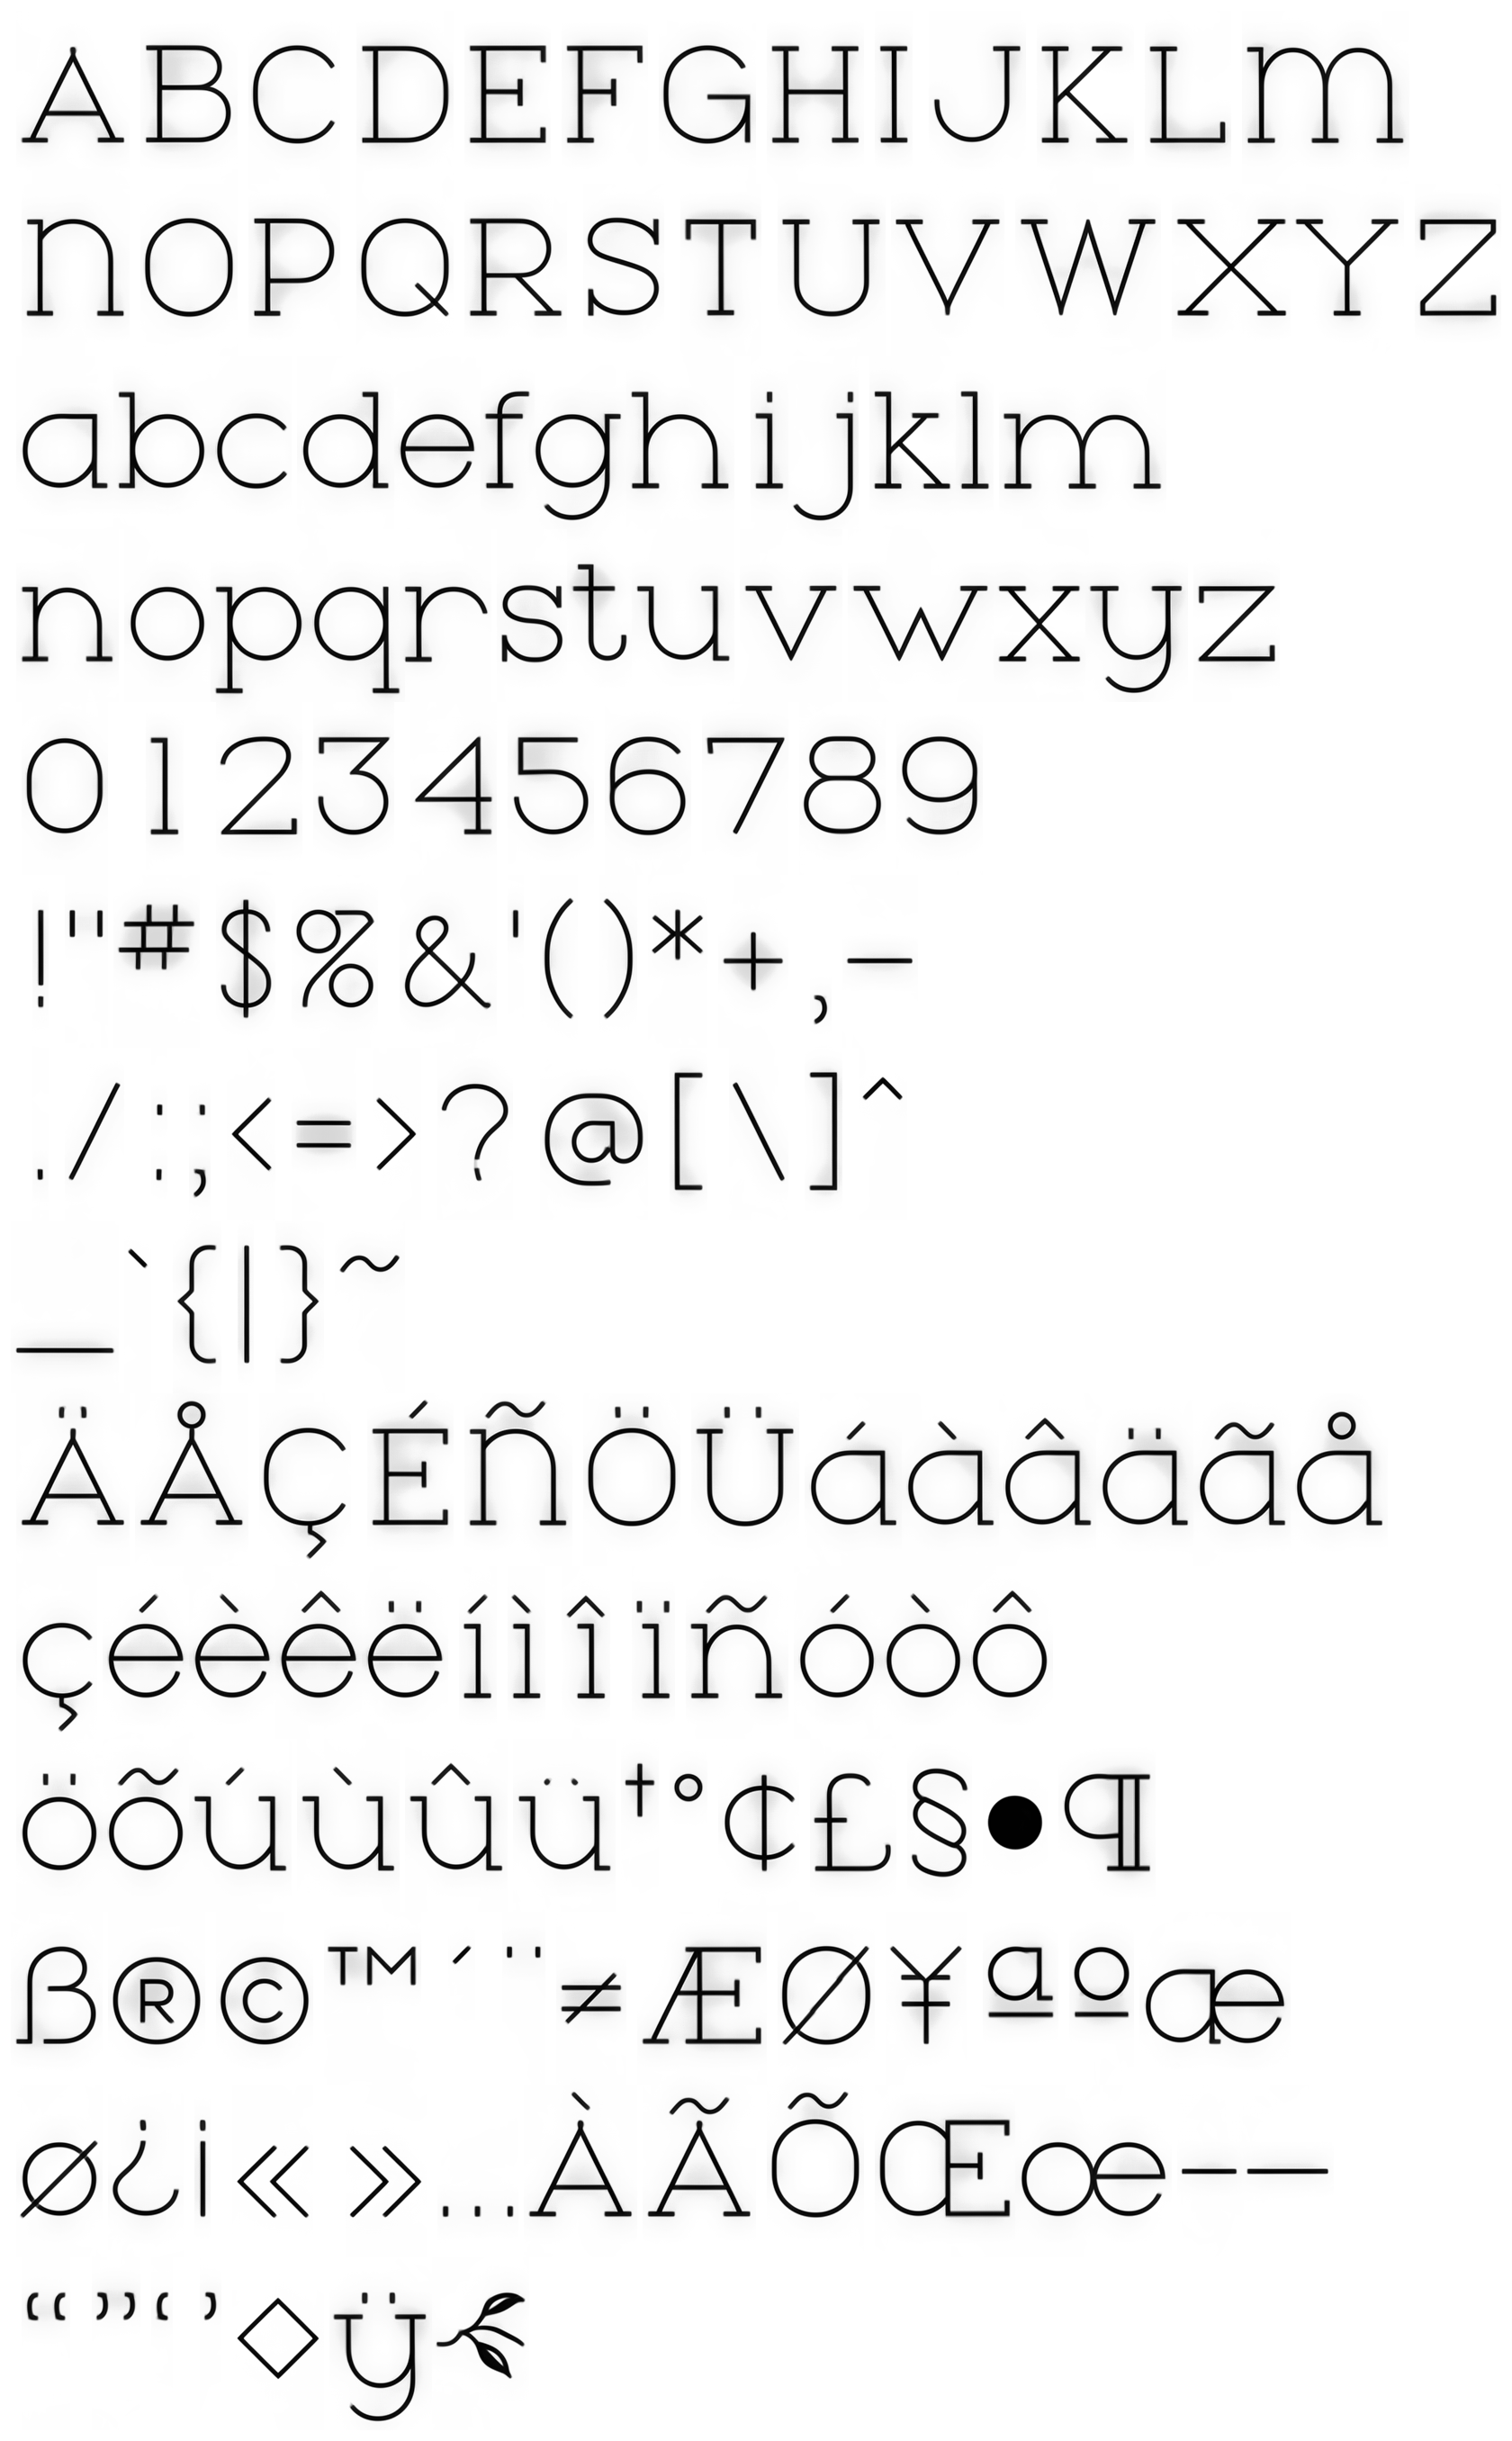 ABCDEFGHIJKLm
nOPQRSTUVWXYZ
abcdefghijklm
nopqrstuvwxyz
0123456789
!"#$%&'()*+,−
./:;<=>?@[\]^
_`{|}~
ÄÅÇÉñÖÜáàâäãå
çéèêëíìîïñóòô
öõúùûü†°¢£§•¶
ß®©™´¨≠ÆØ¥ªºæ
ø¿¡«»…ÀÃÕŒœ–—
“”‘’◇ÿ